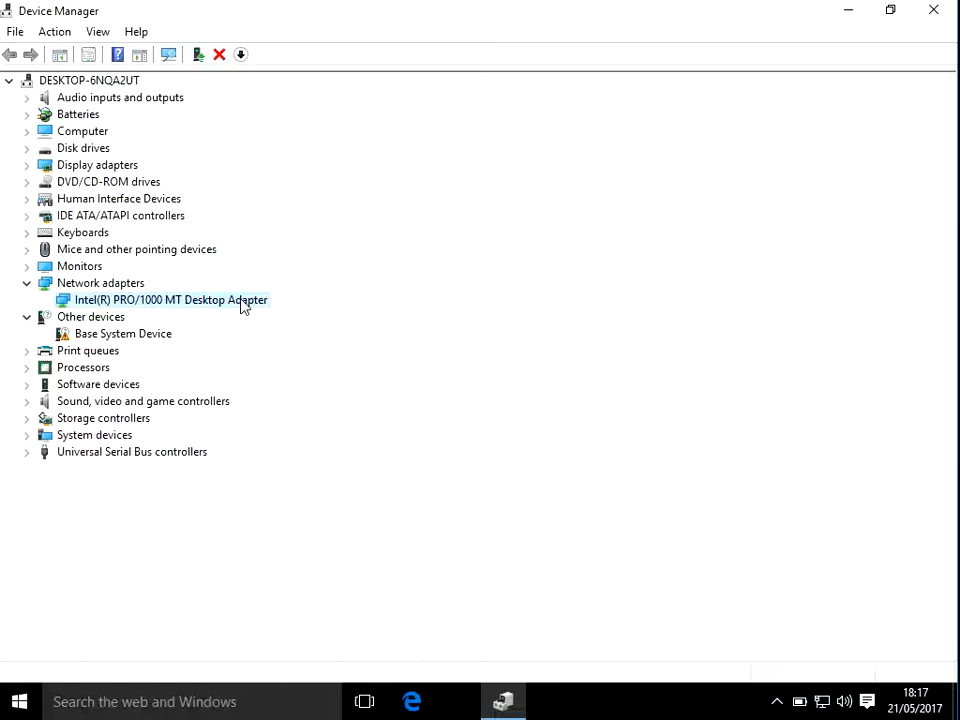 Device Manager
File Action View Help
DESKTOP-6NQA2UT
Audio inputs and outputs
Batteries
Computer
Disk drives
Display adapters
DVD/CD-ROM drives
Human Interface Devices
IDE ATA/ATAPI controllers
Keyboards
Mice and other pointing devices
Monitors
Network adapters
Intel(R) PRO/1000 MT Desktop Adapter
Other devices
Base System Device
Print queues
Processors
Software devices
Sound, video and game controllers
Storage controllers
System devices
Universal Serial Bus controllers
Search the web and Windows
18:17
21/05/2017